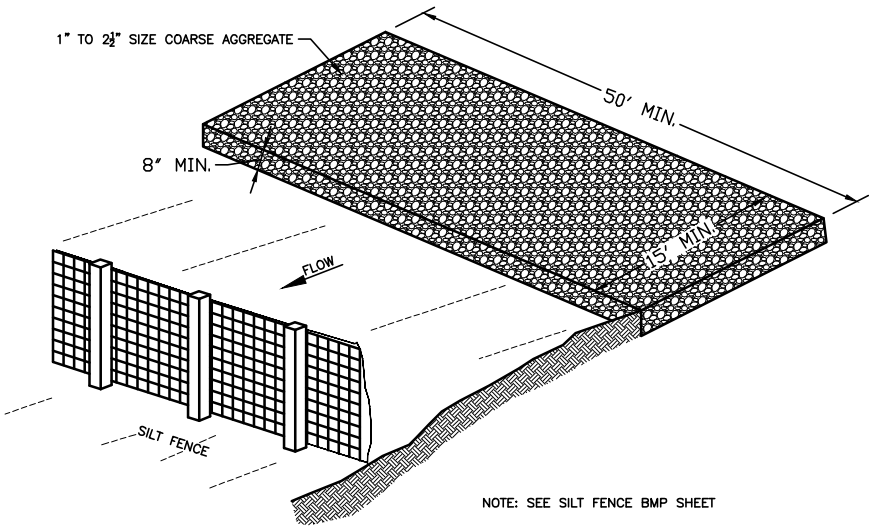 1" TO 2½" SIZE COARSE AGGREGATE
50' MIN.
8" MIN.
15' MIN.
FLOW
SILT FENCE
NOTE: SEE SILT FENCE BMP SHEET